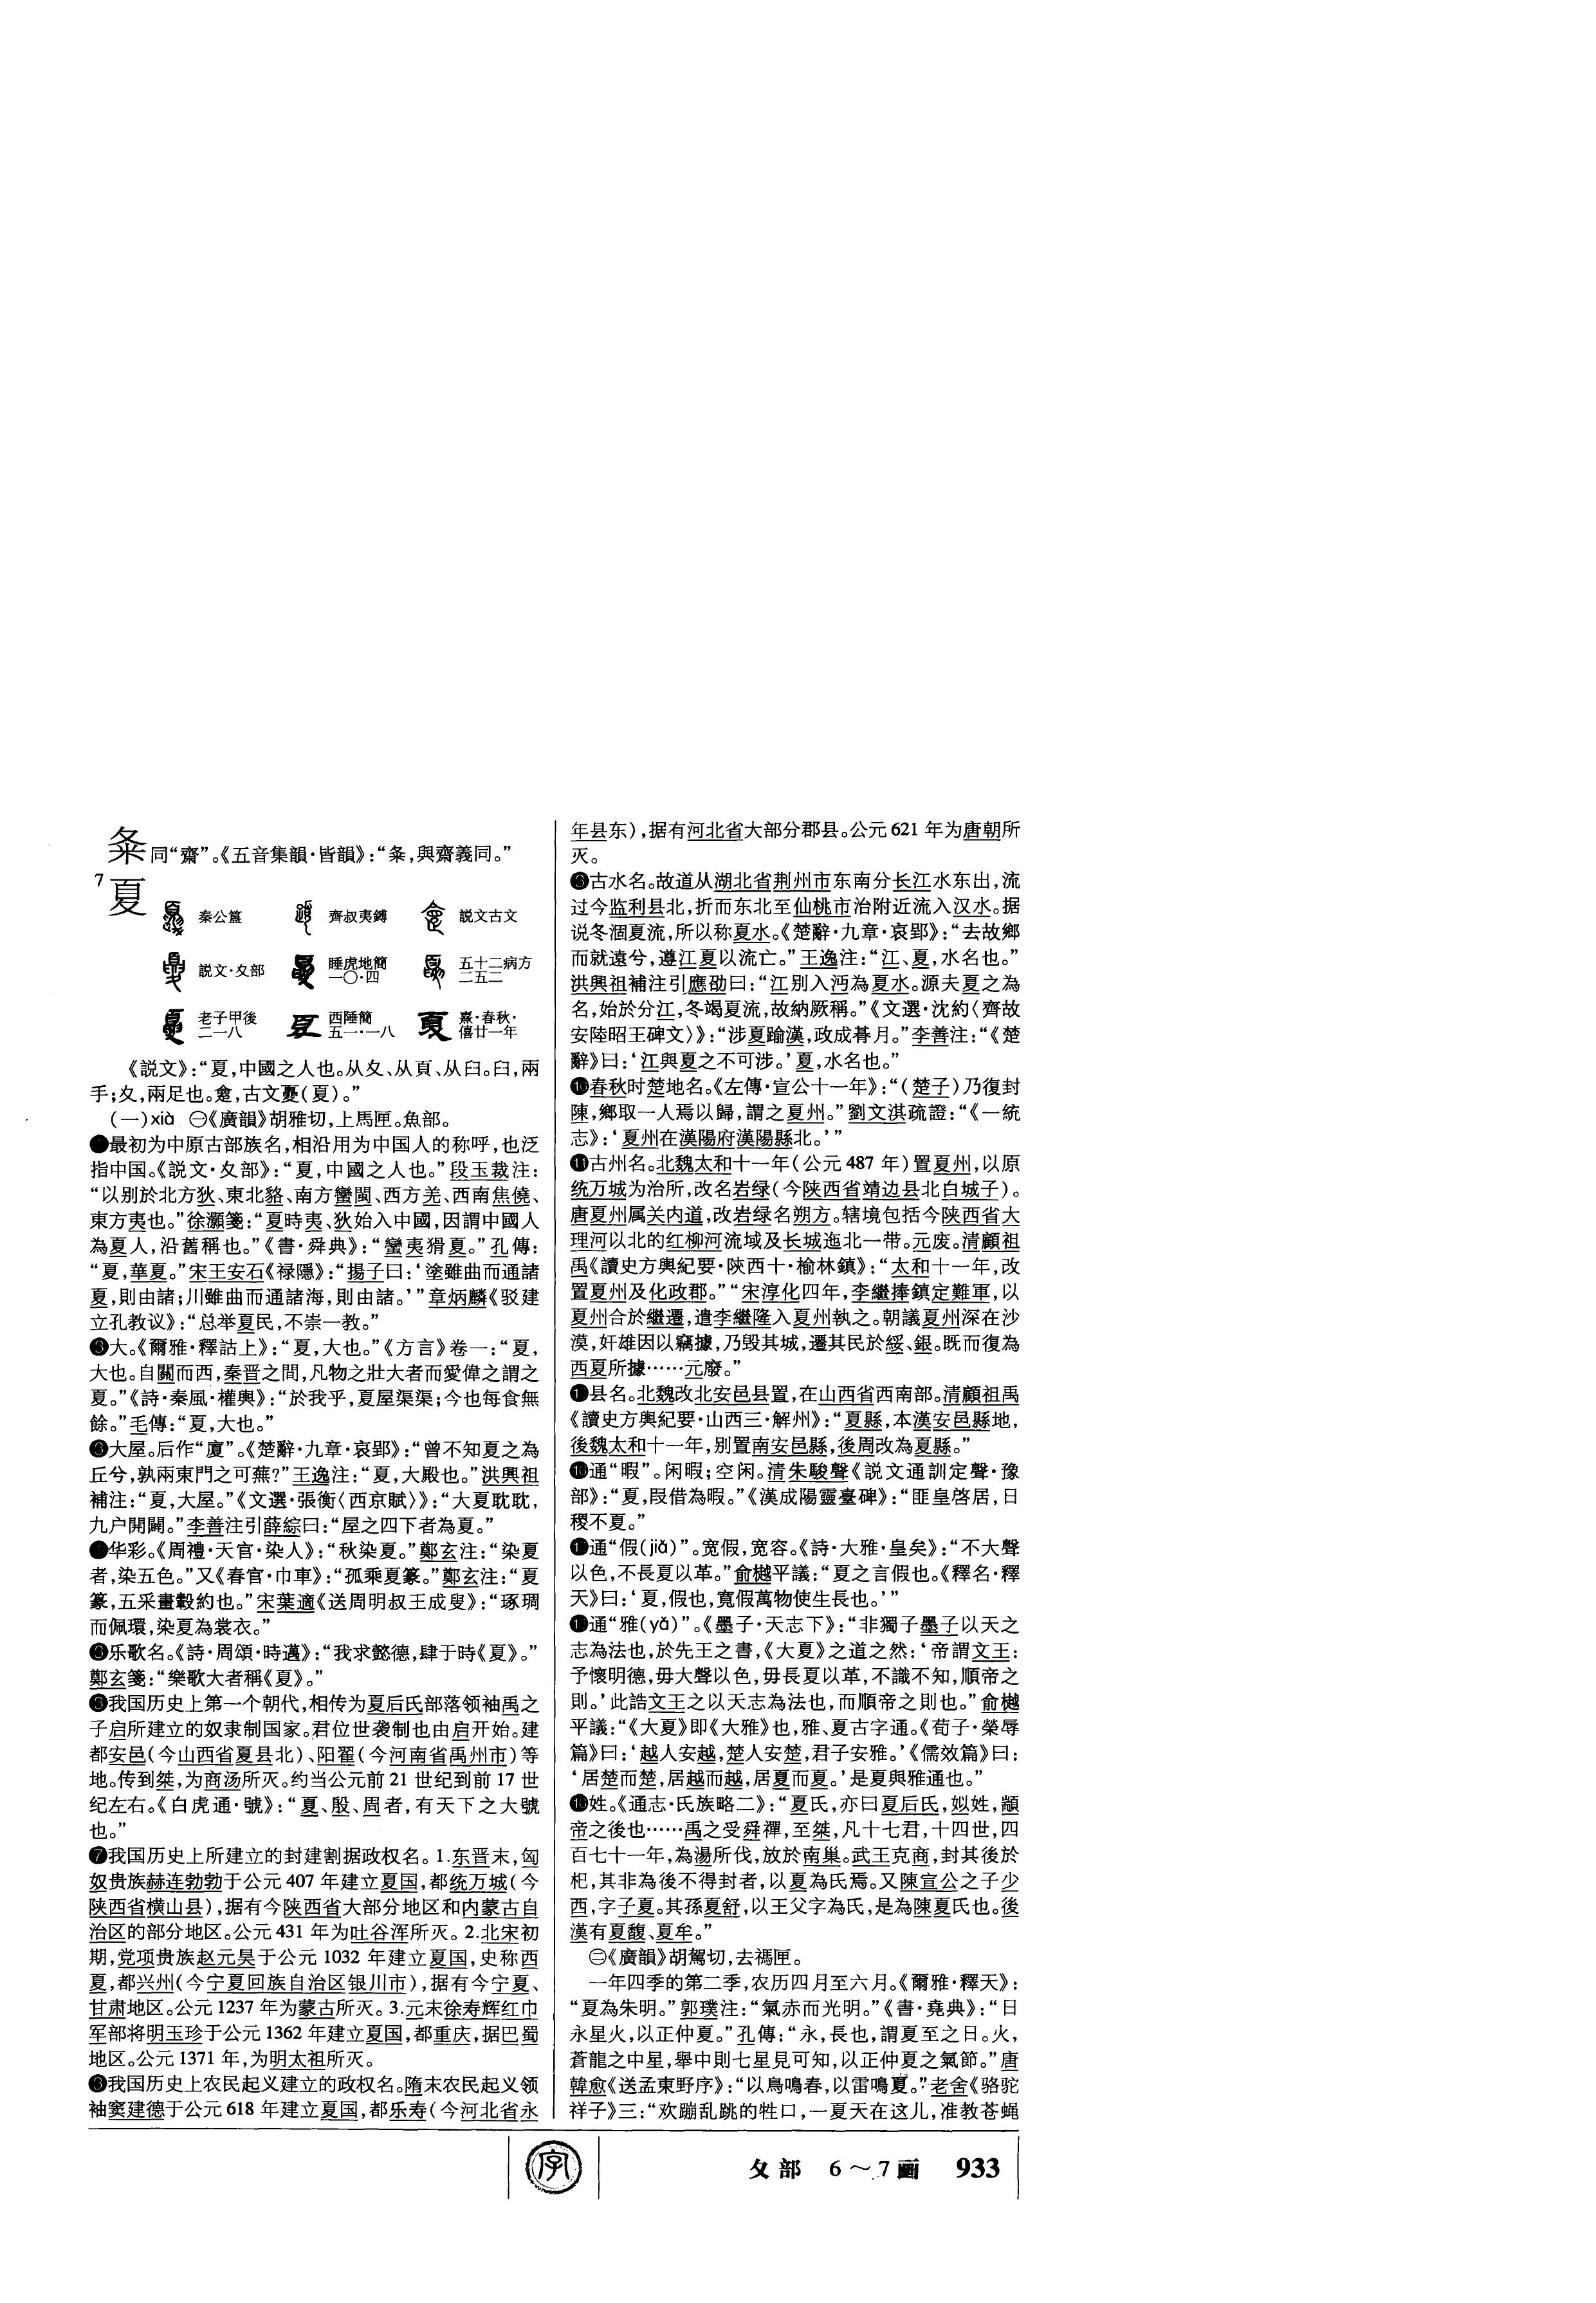 粂同“齋”。《五音集韻·皆韻》：“粂，與齋義同。”
7
夏
秦公簋
齊叔夷鎛
説文古文
説文·夊部
睡虎地簡一〇·四
五十二病方二五二
老子甲後二一八
西陲簡五一·一八
熹·春秋·僖廿一年
《説文》：“夏，中國之人也。从夊、从頁、从𦥑。𦥑，兩
手；夊，兩足也。
（一）xià ㊀《廣韻》胡雅切，上馬匣。魚部。
最初为中原古部族名，相沿用为中国人的称呼，也泛
指中国。《説文·夊部》：“夏，中國之人也。”段玉裁注：
“以别於北方狄、東北貉、南方蠻閩、西方羌、西南焦僥、
東方夷也。”徐灝箋：“夏時夷、狄始入中國，因謂中國人
為夏人，沿舊稱也。”《書·舜典》：“蠻夷猾夏。”孔傳：
“夏，華夏。”宋王安石《禄隱》：“揚子曰：‘塗雖曲而通諸
夏，則由諸；川雖曲而通諸海，則由諸。’”章炳麟《驳建
立孔教议》：“总举夏民，不崇一教。”
大。《爾雅·釋詁上》：“夏，大也。”《方言》卷一：“夏，
大也。自關而西，秦晋之間，凡物之壯大者而愛偉之謂之
夏。”《詩·秦風·權輿》：“於我乎，夏屋渠渠；今也每食無
餘。”毛傳：“夏，大也。”
大屋。后作“廈”。《楚辭·九章·哀郢》：“曾不知夏之為
丘兮，孰兩東門之可蕪？”王逸注：“夏，大殿也。”洪興祖
補注：“夏，大屋。”《文選·張衡〈西京賦〉》：“大夏耽耽，
九户開闢。”李善注引薛綜曰：“屋之四下者為夏。”
华彩。《周禮·天官·染人》：“秋染夏。”鄭玄注：“染夏
者，染五色。”又《春官·巾車》：“孤乘夏篆。”鄭玄注：“夏
篆，五采畫轂約也。”宋葉適《送周明叔王成叟》：“琢琱
而佩環，染夏為裳衣。”
乐歌名。《詩·周頌·時邁》：“我求懿德，肆于時《夏》。”
鄭玄箋：“樂歌大者稱《夏》。”
我国历史上第一个朝代，相传为夏后氏部落领袖禹之
子启所建立的奴隶制国家。君位世袭制也由启开始。建
都安邑（今山西省夏县北）、阳翟（今河南省禹州市）等
地。传到桀，为商汤所灭。约当公元前21世纪到前17世
纪左右。《白虎通·號》：“夏、殷、周者，有天下之大號
也。”
❼我国历史上所建立的封建割据政权名。1.东晋末，匈
奴贵族赫连勃勃于公元407年建立夏国，都统万城（今
陕西省横山县），据有今陕西省大部分地区和内蒙古自
治区的部分地区。公元431年为吐谷浑所灭。2.北宋初
期，党项贵族赵元昊于公元1032年建立夏国，史称西
夏，都兴州（今宁夏回族自治区银川市），据有今宁夏、
甘肃地区。公元1237年为蒙古所灭。3.元末徐寿辉红巾
军部将明玉珍于公元1362年建立夏国，都重庆，据巴蜀
地区。公元1371年，为明太祖所灭。
我国历史上农民起义建立的政权名。隋末农民起义领
袖窦建德于公元618年建立夏国，都乐寿（今河北省永
年县东），据有河北省大部分郡县。公元621年为唐朝所
灭。
古水名。故道从湖北省荆州市东南分长江水东出，流
过今监利县北，折而东北至仙桃市治附近流入汉水。据
说冬涸夏流，所以称夏水。《楚辭·九章·哀郢》：“去故鄉
而就遠兮，遵江夏以流亡。”王逸注：“江、夏，水名也。”
洪興祖補注引應劭曰：“江别入沔為夏水。源夫夏之為
名，始於分江，冬竭夏流，故納厥稱。”《文選·沈約〈齊故
安陸昭王碑文〉》：“涉夏踰漢，政成朞月。”李善注：“《楚
辭》曰：‘江與夏之不可涉。’夏，水名也。”
❿春秋时楚地名。《左傳·宣公十一年》：“（楚子）乃復封
陳，鄉取一人焉以歸，謂之夏州。”劉文淇疏證：“《一統
志》：‘夏州在漢陽府漢陽縣北。’”
⓫古州名。北魏太和十一年（公元487年）置夏州，以原
统万城为治所，改名岩绿（今陕西省靖边县北白城子）。
唐夏州属关内道，改岩绿名朔方。辖境包括今陕西省大
理河以北的红柳河流域及长城迤北一带。元废。清顧祖
禹《讀史方輿紀要·陝西十·榆林鎮》：“太和十一年，改
置夏州及化政郡。”“宋淳化四年，李繼捧鎮定難軍，以
夏州合於繼遷，遣李繼隆入夏州執之。朝議夏州深在沙
漠，奸雄因以竊據，乃毁其城，遷其民於綏、銀。既而復為
西夏所據……元廢。”
县名。北魏改北安邑县置，在山西省西南部。清顧祖禹
《讀史方輿紀要·山西三·解州》：“夏縣，本漢安邑縣地，
後魏太和十一年，别置南安邑縣，後周改為夏縣。”
通“暇”。闲暇；空闲。清朱駿聲《説文通訓定聲·豫
部》：“夏，叚借為暇。”《漢成陽靈臺碑》：“匪皇啓居，日
稷不夏。”
通“假（jiǎ）”。宽假，宽容。《詩·大雅·皇矣》：“不大聲
以色，不長夏以革。”俞樾平議：“夏之言假也。《釋名·釋
天》曰：‘夏，假也，寬假萬物使生長也。’”
通“雅（yǎ）”。《墨子·天志下》：“非獨子墨子以天之
志為法也，於先王之書，《大夏》之道之然：‘帝謂文王：
予懷明德，毋大聲以色，毋長夏以革，不識不知，順帝之
則。’此誥文王之以天志為法也，而順帝之則也。”俞樾
平議：“《大夏》即《大雅》也，雅、夏古字通。《荀子·榮辱
篇》曰：‘越人安越，楚人安楚，君子安雅。’《儒效篇》曰：
‘居楚而楚，居越而越，居夏而夏。’是夏與雅通也。”
姓。《通志·氏族略二》：“夏氏，亦曰夏后氏，姒姓，顓
帝之後也……禹之受舜禪，至桀，凡十七君，十四世，四
百七十一年，為湯所伐，放於南巢。武王克商，封其後於
杞，其非為後不得封者，以夏為氏焉。又陳宣公之子少
西，字子夏。其孫夏舒，以王父字為氏，是為陳夏氏也。後
漢有夏馥、夏牟。”
㊁《廣韻》胡駕切，去禡匣。
一年四季的第二季，农历四月至六月。《爾雅·釋天》：
“夏為朱明。”郭璞注：“氣赤而光明。”《書·堯典》：“日
永星火，以正仲夏。”孔傳：“永，長也，謂夏至之日。火，
蒼龍之中星，舉中則七星見可知，以正仲夏之氣節。”唐
韓愈《送孟東野序》：“以鳥鳴春，以雷鳴夏。”老舍《骆驼
祥子》三：“欢蹦乱跳的牲口，一夏天在这儿，准教苍蝇
字
夊部 6～7画 933